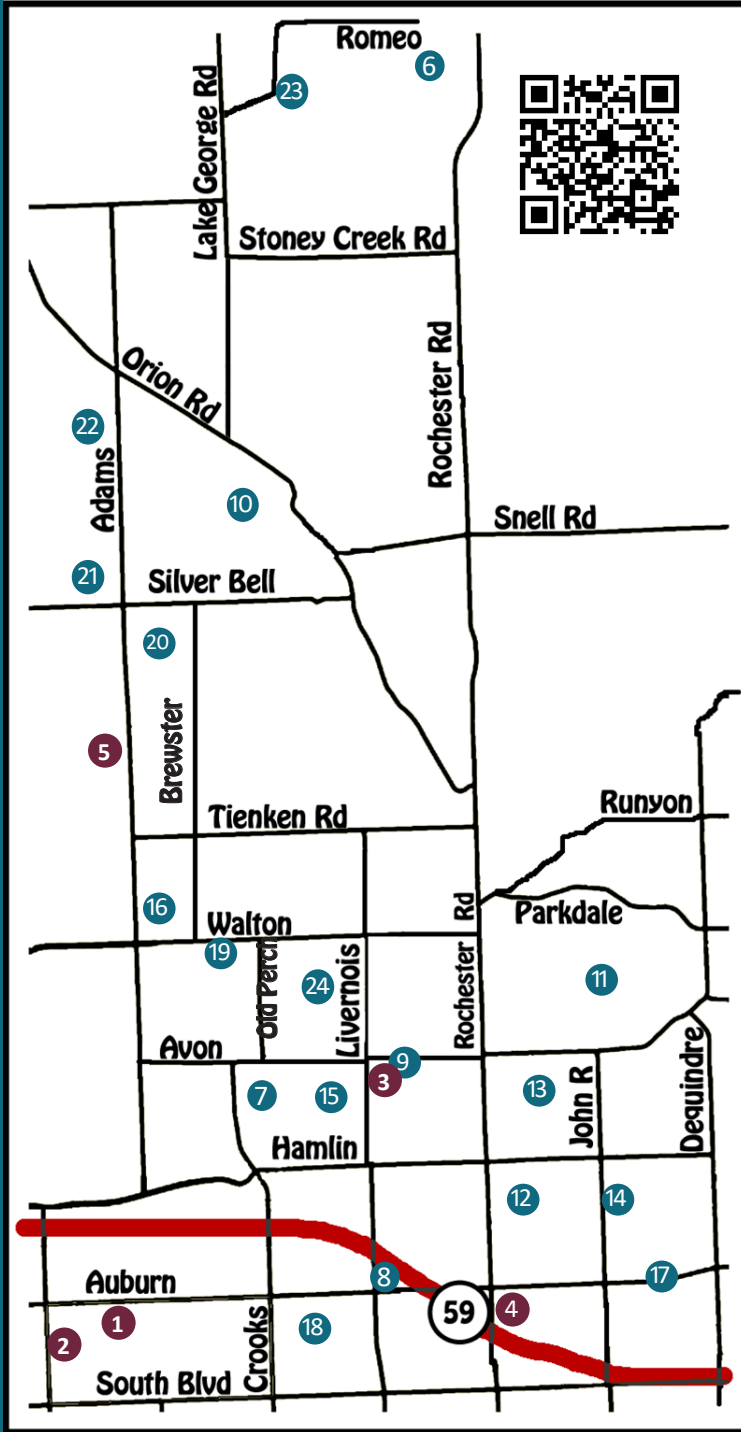 Romeo
6
23
Lake George Rd
Stoney Creek Rd
Orion Rd
Rochester Rd
22
Adams
10
Snell Rd
21
Silver Bell
20
Brewster
5
Tienken Rd
Runyon
16
Walton
Rd
Parkdale
19
Old Perch
24
Livernois
Rochester
11
Avon
9
3
7
15
13
John R
Dequindre
Hamlin
12
14
Auburn
8
17
59
4
1
2
18
Crooks
South Blvd